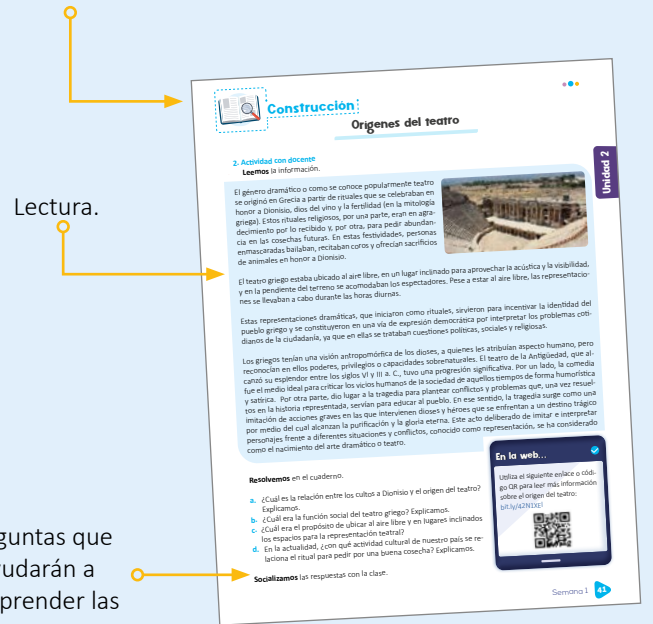 Construcción
Orígenes del teatro
2. Actividad con docente
Leemos la información.
Unidad 2
El género dramático o como se conoce popularmente teatro
se originó en Grecia a partir de rituales que se celebraban en
honor a Dionisio, dios del vino y la fertilidad (en la mitología
griega). Estos rituales religiosos, por una parte, eran en agra-
decimiento por lo recibido y, por otra, para pedir abundan-
cia en las cosechas futuras. En estas festividades, personas
enmascaradas bailaban, recitaban coros y ofrecían sacrificios
de animales en honor a Dionisio.
Lectura.
El teatro griego estaba ubicado al aire libre, en un lugar inclinado para aprovechar la acústica y la visibilidad,
y en la pendiente del terreno se acomodaban los espectadores. Pese a estar al aire libre, las representacio-
nes se llevaban a cabo durante las horas diurnas.
Estas representaciones dramáticas, que iniciaron como rituales, sirvieron para incentivar la identidad del
pueblo griego y se constituyeron en una vía de expresión democrática por interpretar los problemas coti-
dianos de la ciudadanía, ya que en ellas se trataban cuestiones políticas, sociales y religiosas.
Los griegos tenían una visión antropomórfica de los dioses, a quienes les atribuían aspecto humano, pero
reconocían en ellos poderes, privilegios o capacidades sobrenaturales. El teatro de la Antigüedad, que al-
canzó su esplendor entre los siglos VI y III a. C., tuvo una progresión significativa. Por un lado, la comedia
fue el medio ideal para criticar los vicios humanos de la sociedad de aquellos tiempos de forma humorística
y satírica. Por otra parte, dio lugar a la tragedia para plantear conflictos y problemas que, una vez resuel-
tos en la historia representada, servían para educar al pueblo. En ese sentido, la tragedia surge como una
imitación de acciones graves en las que intervienen dioses y héroes que se enfrentan a un destino trágico
por medio del cual alcanzan la purificación y la gloria eterna. Este acto deliberado de imitar e interpretar
personajes frente a diferentes situaciones y conflictos, conocido como representación, se ha considerado
como el nacimiento del arte dramático o teatro.
Resolvemos en el cuaderno.
a. ¿Cuál es la relación entre los cultos a Dionisio y el origen del teatro?
Explicamos.
b. ¿Cuál era la función social del teatro griego? Explicamos.
c. ¿Cuál era el propósito de ubicar al aire libre y en lugares inclinados
los espacios para la representación teatral?
d. En la actualidad, ¿con qué actividad cultural de nuestro país se re-
laciona el ritual para pedir por una buena cosecha? Explicamos.
Socializamos las respuestas con la clase.
En la web...
Utiliza el siguiente enlace o códi-
go QR para leer más información
sobre el origen del teatro:
bit.ly/42N1XEI
guntas que
udarán a
prender las
Semana 1 41